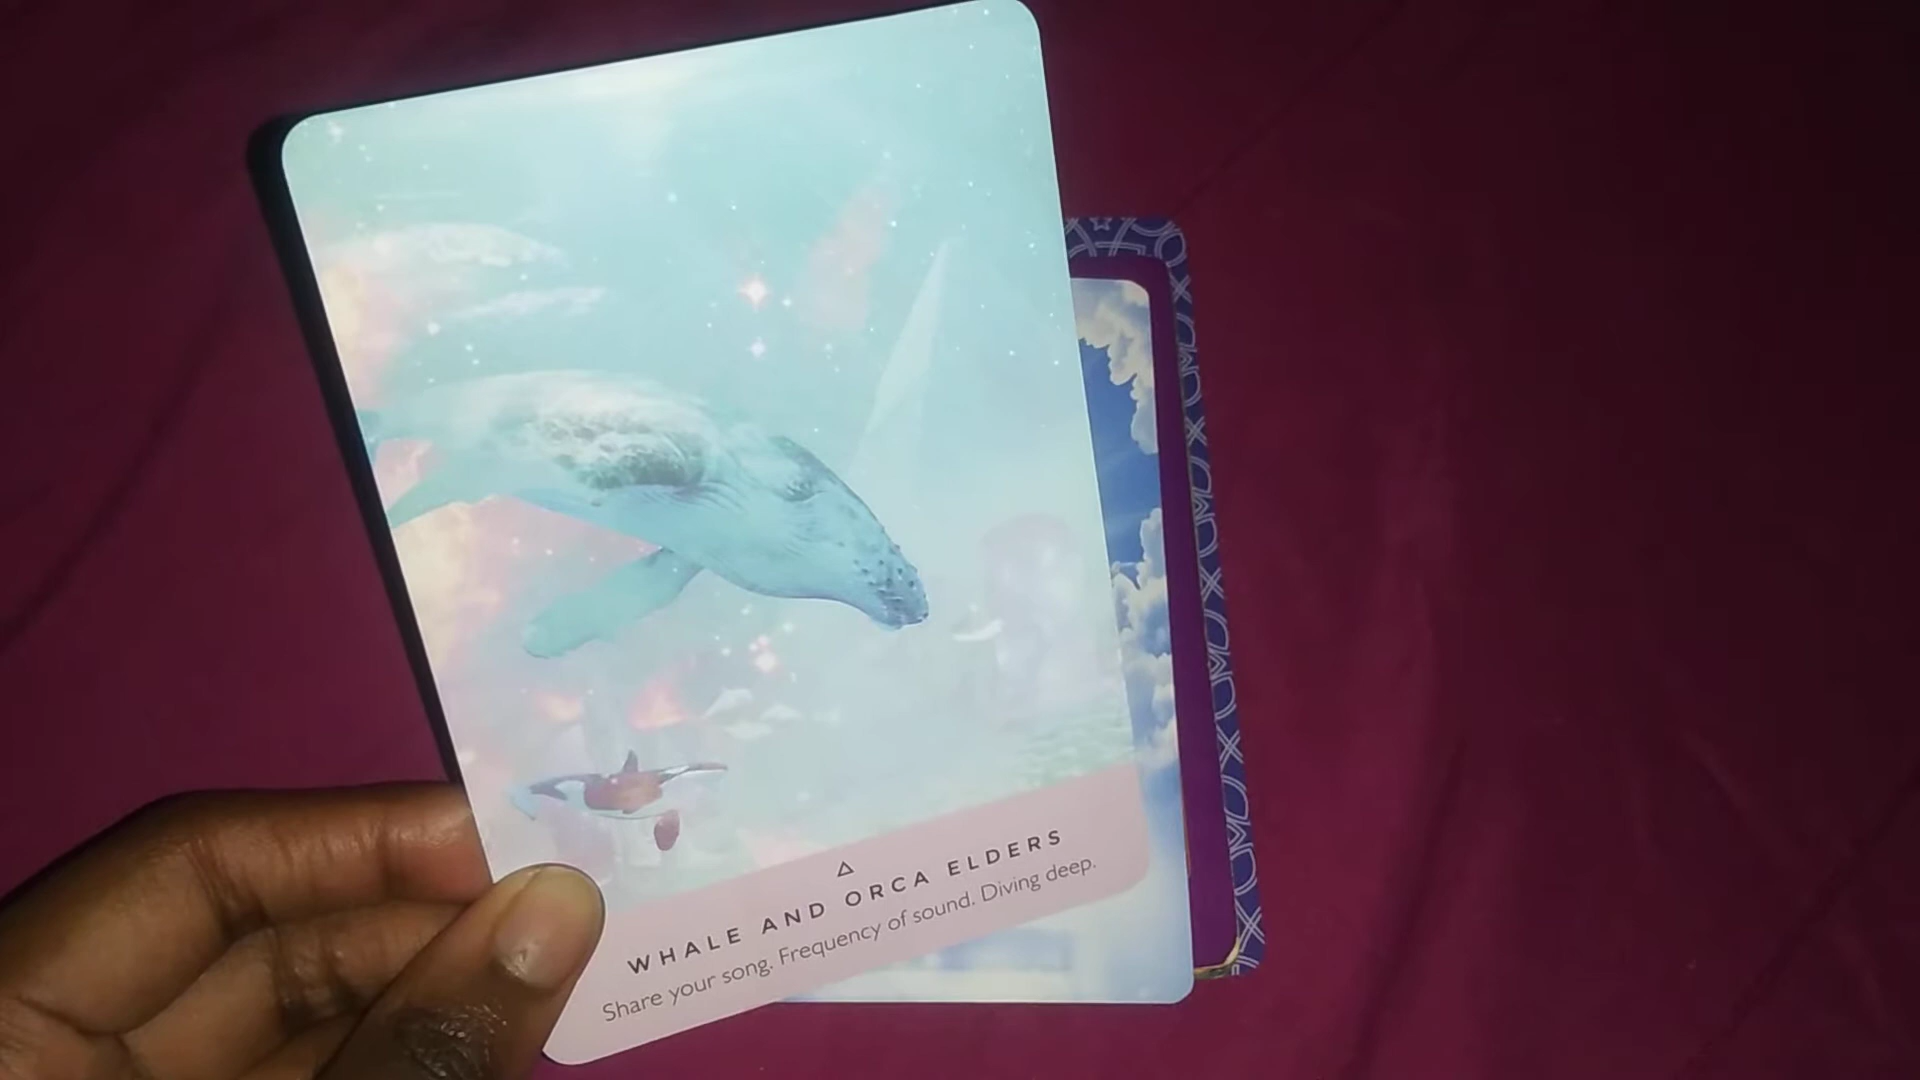 WHALE AND ORCA ELDERS
Share your song. Frequency of sound. Diving deep.